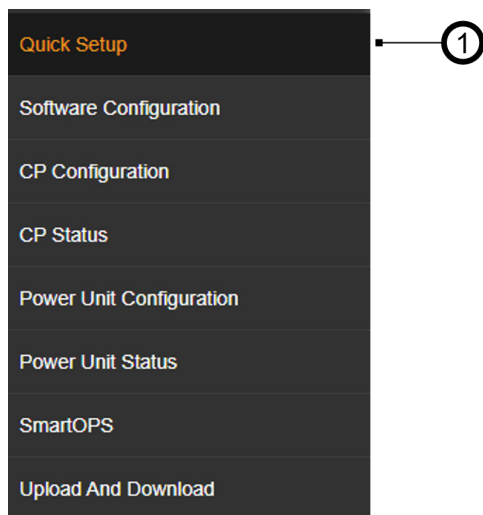 Quick Setup
1
Software Configuration
CP Configuration
CP Status
Power Unit Configuration
Power Unit Status
SmartOPS
Upload And Download